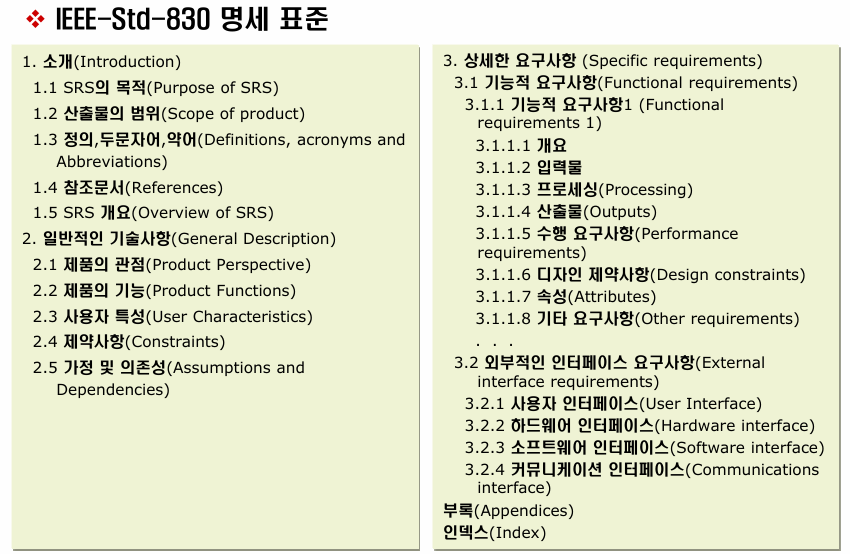 ❖ IEEE-Std-830 명세 표준
1. 소개(Introduction)
1.1 SRS의 목적(Purpose of SRS)
1.2 산출물의 범위(Scope of product)
1.3 정의,두문자어,약어(Definitions, acronyms and
Abbreviations)
1.4 참조문서(References)
1.5 SRS 개요(Overview of SRS)
2. 일반적인 기술사항(General Description)
2.1 제품의 관점(Product Perspective)
2.2 제품의 기능(Product Functions)
2.3 사용자 특성(User Characteristics)
2.4 제약사항(Constraints)
2.5 가정 및 의존성(Assumptions and
Dependencies)
3. 상세한 요구사항 (Specific requirements)
3.1 기능적 요구사항(Functional requirements)
3.1.1 기능적 요구사항1 (Functional
requirements 1)
3.1.1.1 개요
3.1.1.2 입력물
3.1.1.3 프로세싱(Processing)
3.1.1.4 산출물(Outputs)
3.1.1.5 수행 요구사항(Performance
requirements)
3.1.1.6 디자인 제약사항(Design constraints)
3.1.1.7 속성(Attributes)
3.1.1.8 기타 요구사항(Other requirements)
. . .
3.2 외부적인 인터페이스 요구사항(External
interface requirements)
3.2.1 사용자 인터페이스(User Interface)
3.2.2 하드웨어 인터페이스(Hardware interface)
3.2.3 소프트웨어 인터페이스(Software interface)
3.2.4 커뮤니케이션 인터페이스(Communications
interface)
부록(Appendices)
인덱스(Index)